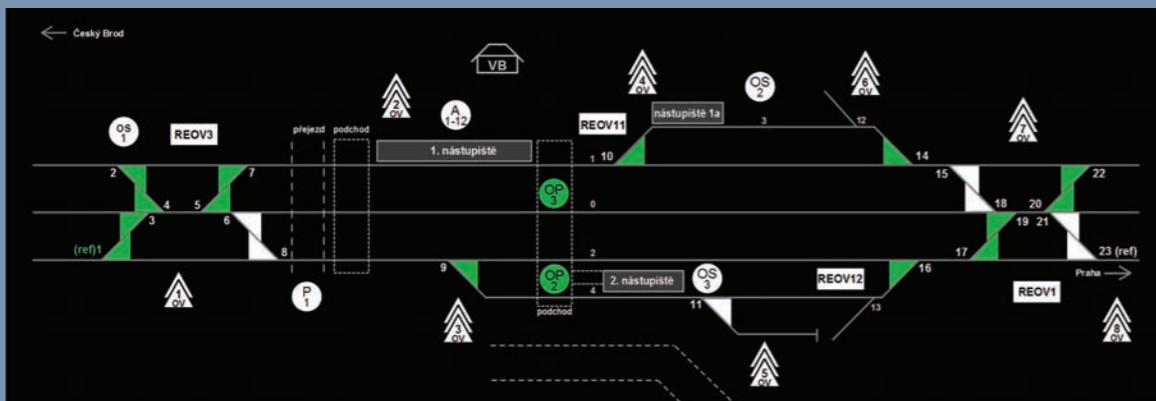 Český Brod
VB
2
OV
A
1-12
4
OV
OS
2
6
OV
7
OV
OS
1
REOV3
přejezd
podchod
REOV11
nástupiště 1a
3
12
1. nástupiště
1
2
7
10
14
15
22
OP
3
4
5
0
18
20
3
6
19
21
(ref)1
8
2
17
23 (ref)
9
16
Praha
1
OV
P
1
OP
2
4
2. nástupiště
OS
3
REOV12
REOV1
podchod
11
13
3
OV
5
OV
8
OV